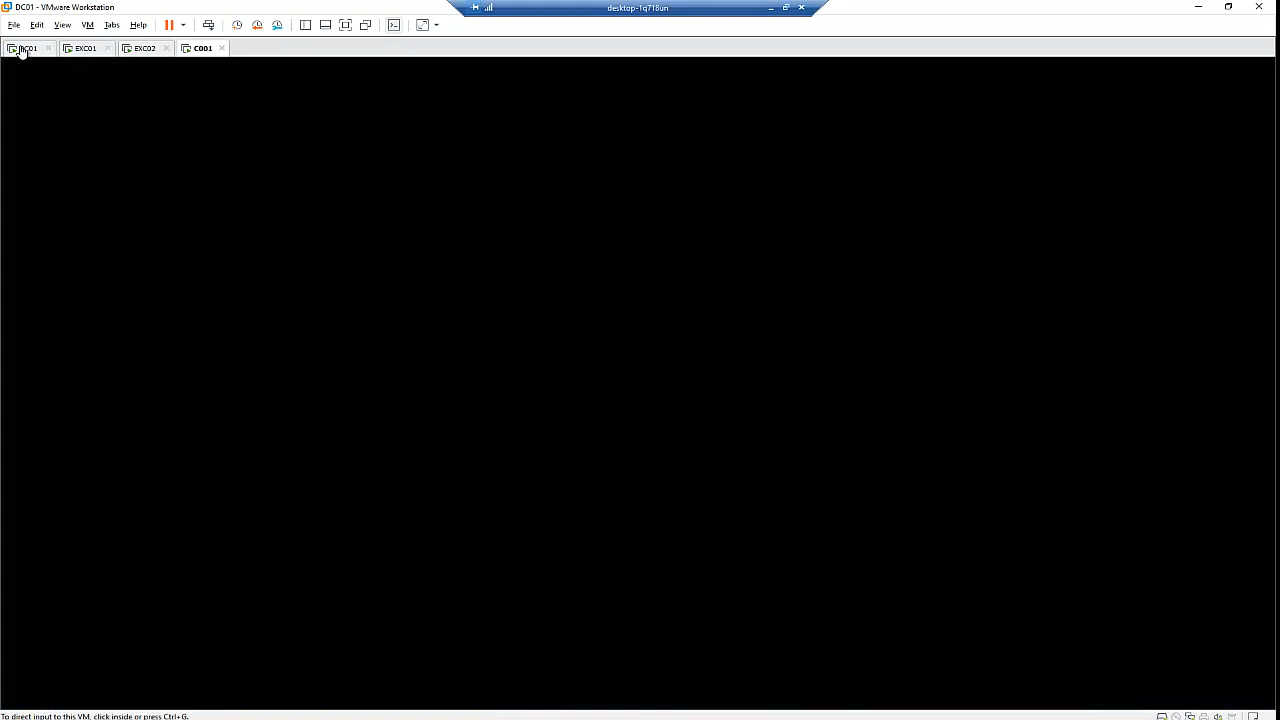 DC01 - VMware Workstation
desktop-1q718un
File Edit View VM Tabs Help
EXC01 EXC02 C001
To direct input to this VM, click inside or press Ctrl+G.